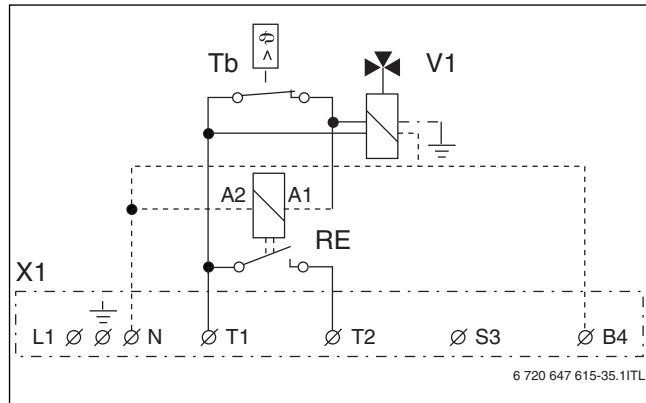 ϑ >
Tb
V1
A2 A1
RE
X1
L1 N T1 T2 S3 B4
6 720 647 615-35.1ITL